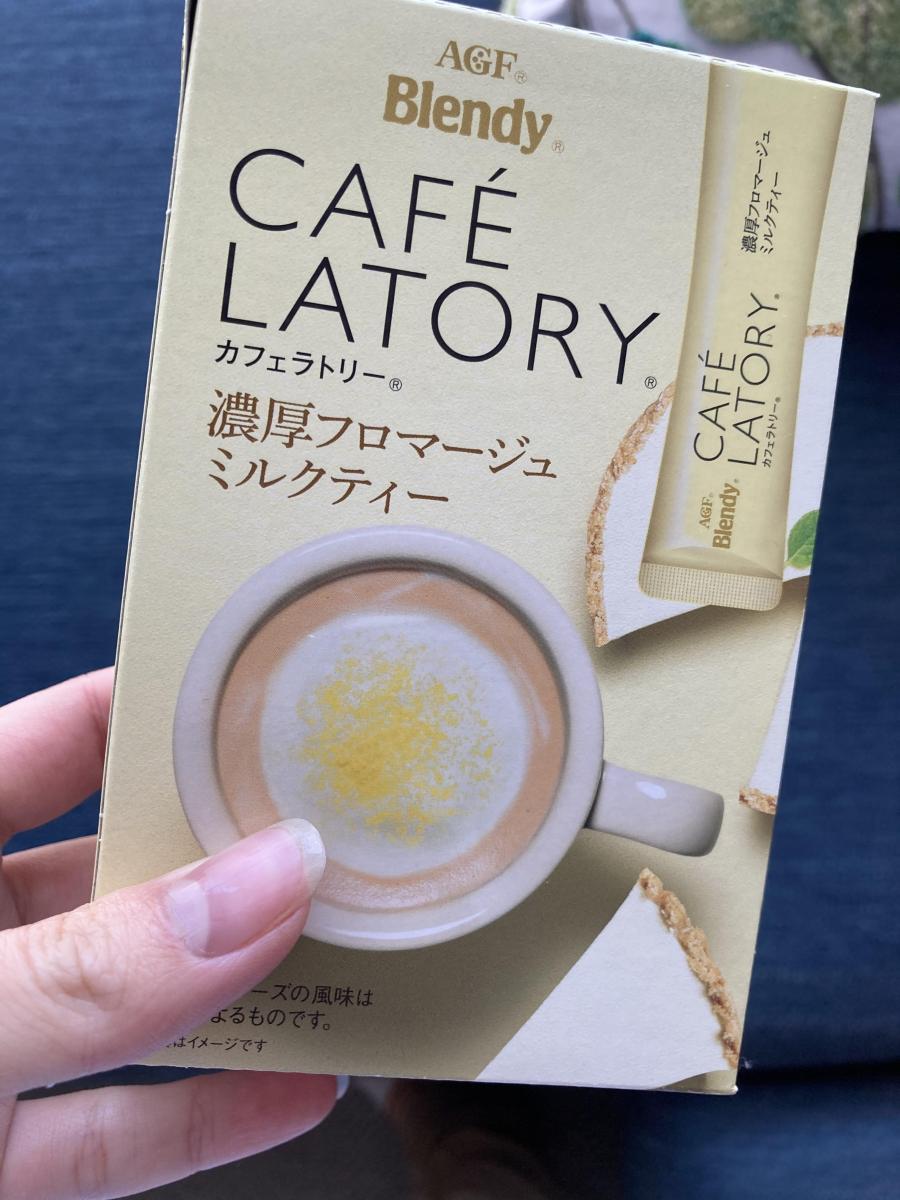 AGF®
Blendy®
CAFÉ
LATORY®
カフェラトリー®
濃厚フロマージュ
ミルクティー
濃厚フロマージュ
ミルクティー
CAFÉ
LATORY®
カフェラトリー®
AGF®
Blendy®
ーズの風味は
よるものです。
はイメージです